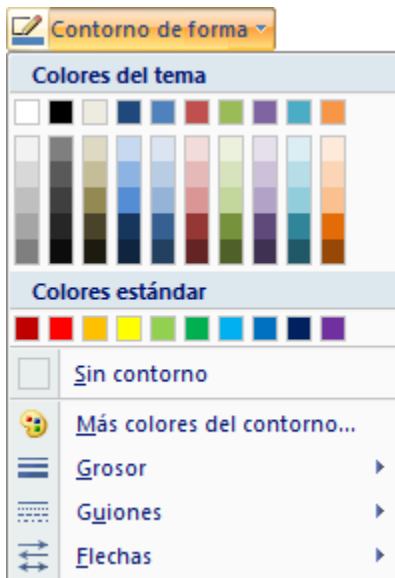 Contorno de forma
Colores del tema
Colores estándar
Sin contorno
Más colores del contorno...
Grosor
Guiones
Flechas